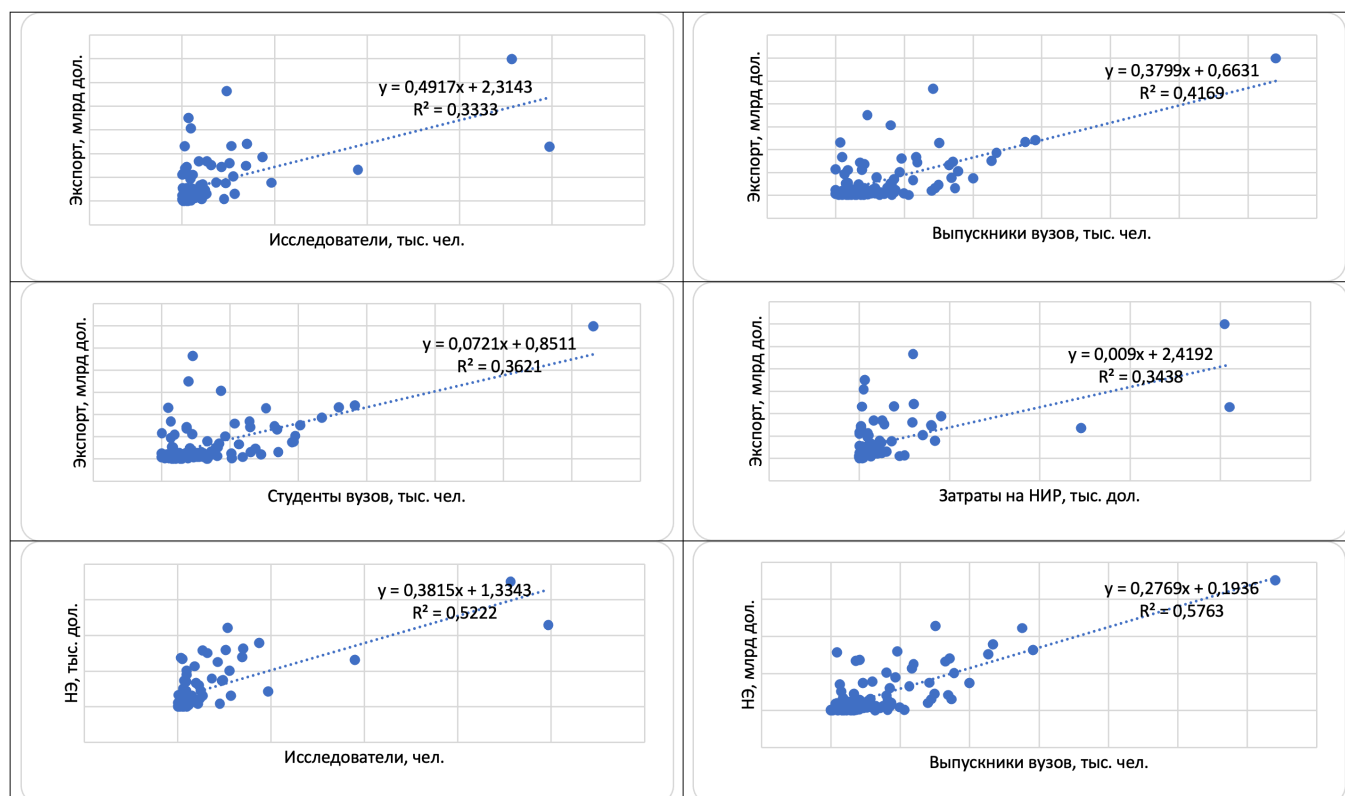 Экспорт, млрд дол.
y = 0,4917x + 2,3143
R² = 0,3333
Исследователи, тыс. чел.
Экспорт, млрд дол.
y = 0,3799x + 0,6631
R² = 0,4169
Выпускники вузов, тыс. чел.
Экспорт, млрд дол.
y = 0,0721x + 0,8511
R² = 0,3621
Студенты вузов, тыс. чел.
Экспорт, млрд дол.
y = 0,009x + 2,4192
R² = 0,3438
Затраты на НИР, тыс. дол.
НЭ, тыс. дол.
y = 0,3815x + 1,3343
R² = 0,5222
Исследователи, чел.
НЭ, млрд дол.
y = 0,2769x + 0,1936
R² = 0,5763
Выпускники вузов, тыс. чел.